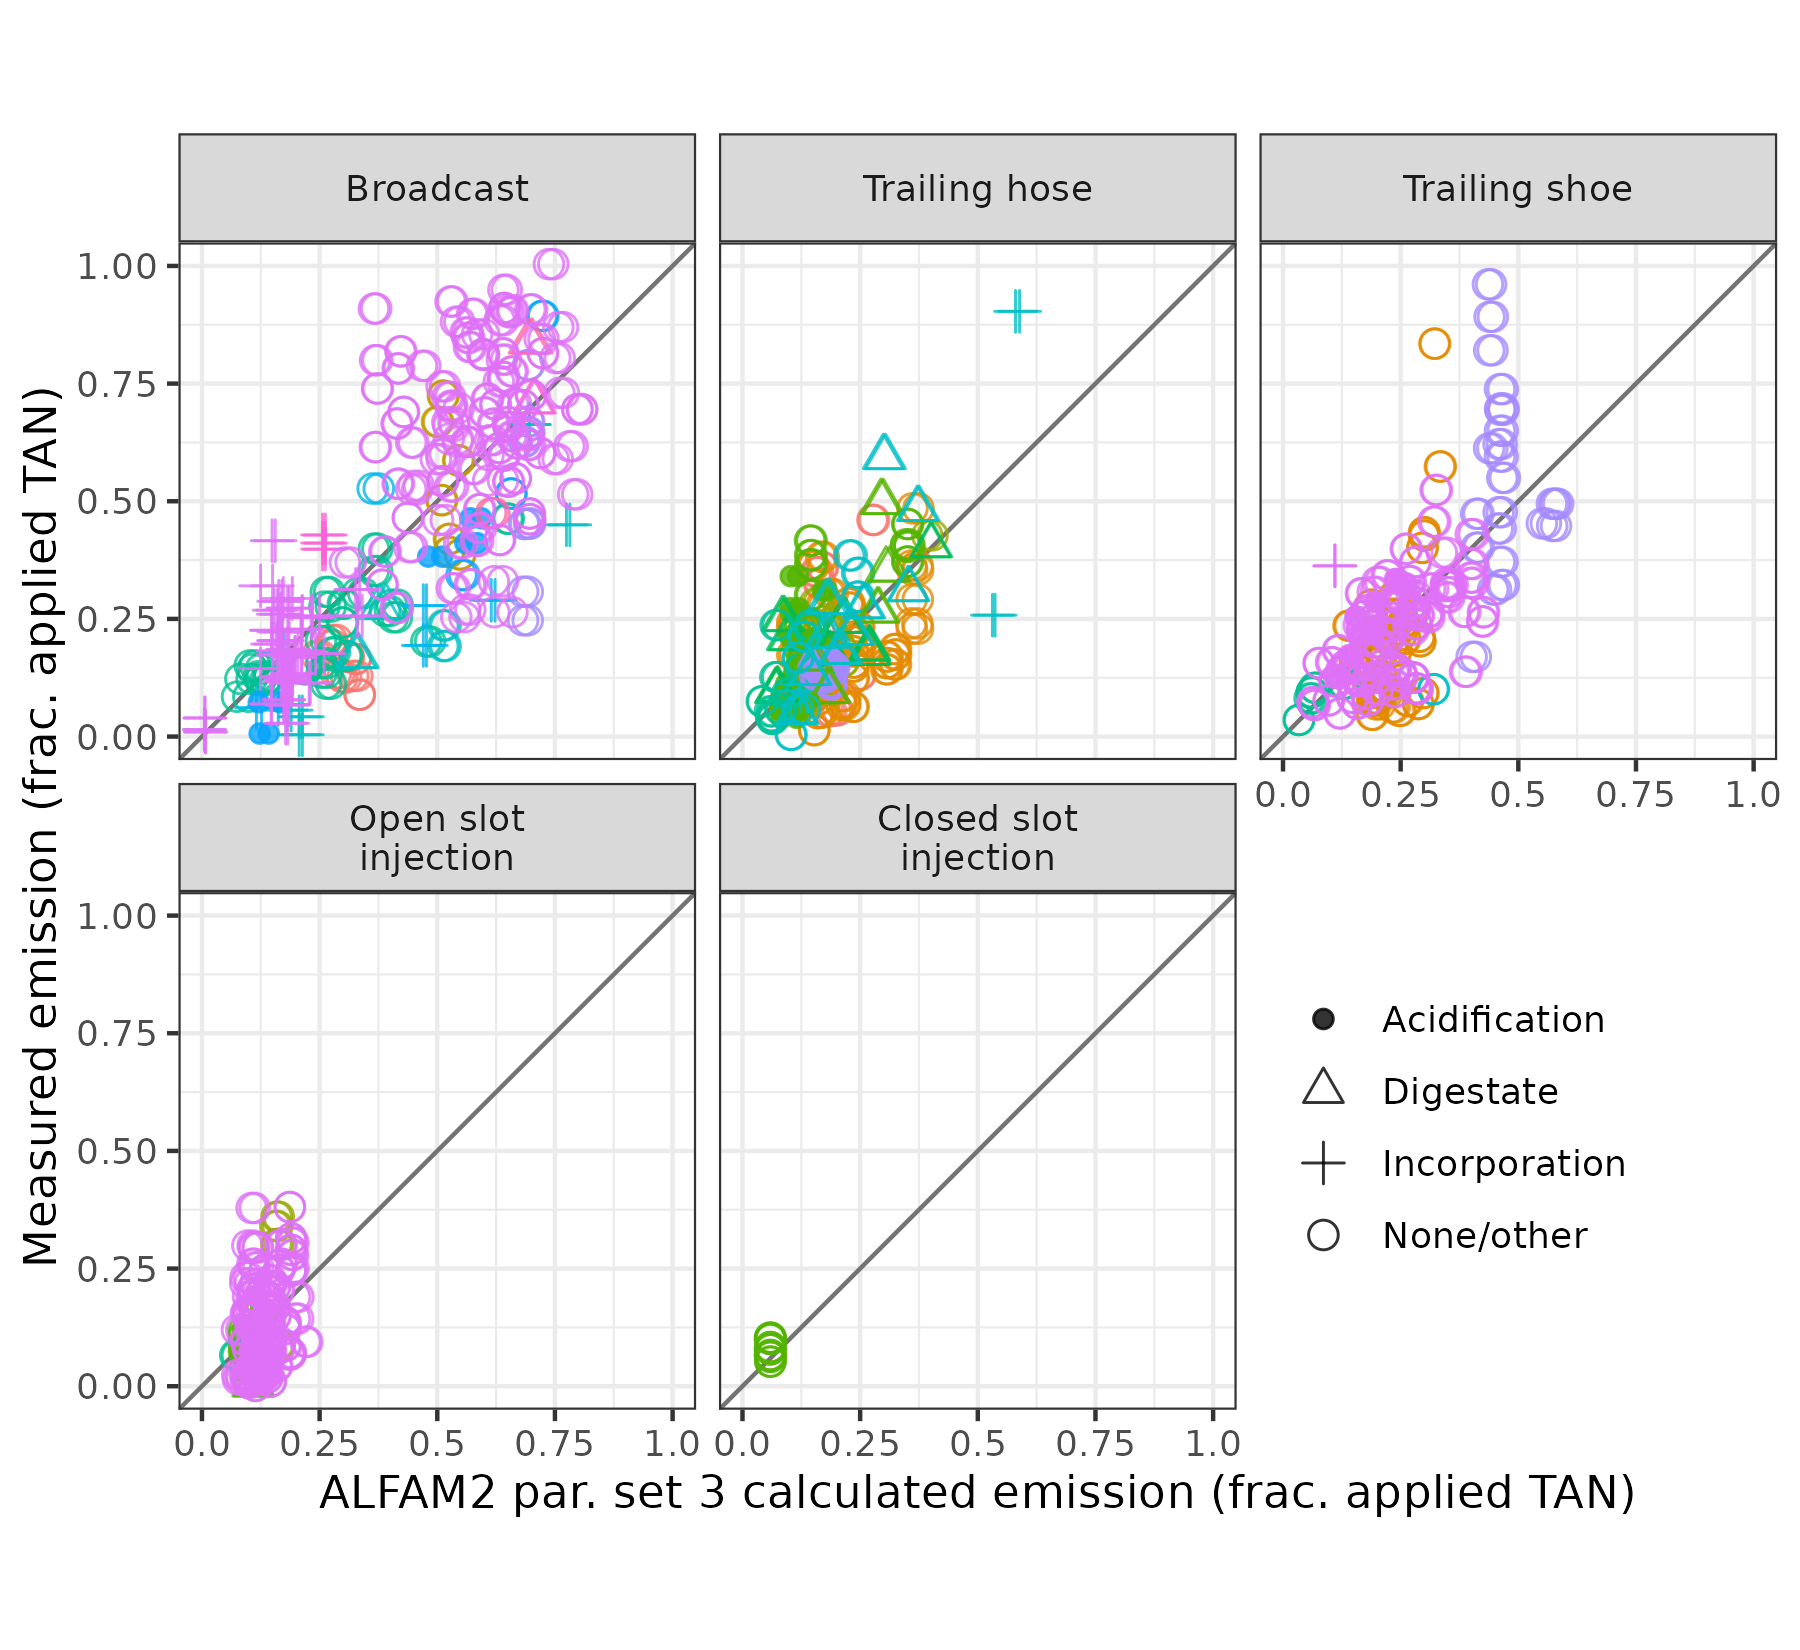 Broadcast
Trailing hose
Trailing shoe
1.00
0.75
0.50
0.25
0.00
0.0 0.25 0.5 0.75 1.0
Open slot
injection
Closed slot
injection
1.00
0.75
0.50
0.25
0.00
0.0 0.25 0.5 0.75 1.0
0.0 0.25 0.5 0.75 1.0
Measured emission (frac. applied TAN)
ALFAM2 par. set 3 calculated emission (frac. applied TAN)
Acidification
Digestate
Incorporation
None/other